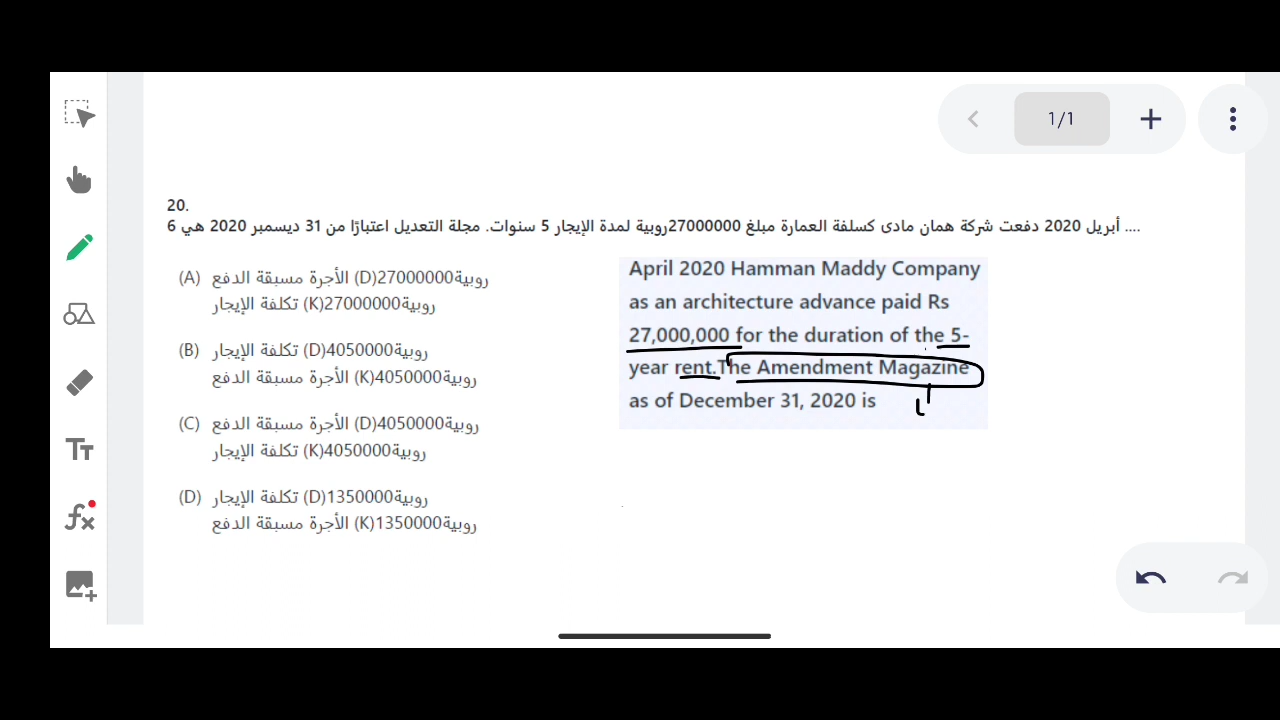 1/1
20.
.... أبريل 2020 دفعت شركة همان مادى كسلفة العمارة مبلغ 27000000روبية لمدة الإيجار 5 سنوات. مجلة التعديل اعتبارًا من 31 ديسمبر 2020 هي 6
(A) الأجرة مسبقة الدفع (D)27000000روبية
تكلفة الإيجار (K)27000000روبية
(B) تكلفة الإيجار (D)4050000روبية
الأجرة مسبقة الدفع (K)4050000روبية
(C) الأجرة مسبقة الدفع (D)4050000روبية
تكلفة الإيجار (K)4050000روبية
(D) تكلفة الإيجار (D)1350000روبية
الأجرة مسبقة الدفع (K)1350000روبية
April 2020 Hamman Maddy Company
as an architecture advance paid Rs
27,000,000 for the duration of the 5-
year rent.The Amendment Magazine
as of December 31, 2020 is
Tт
fx